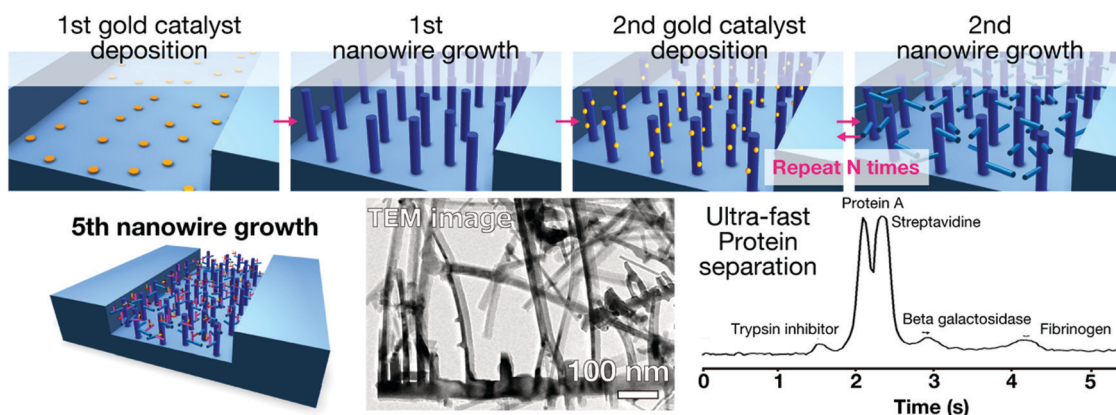 1st gold catalyst
deposition
1st
nanowire growth
2nd gold catalyst
deposition
2nd
nanowire growth
Repeat N times
5th nanowire growth
TEM image
100 nm
Ultra-fast
Protein
separation
Protein A
Streptavidine
Trypsin inhibitor
Beta galactosidase
Fibrinogen
0 1 2 3 4 5
Time (s)